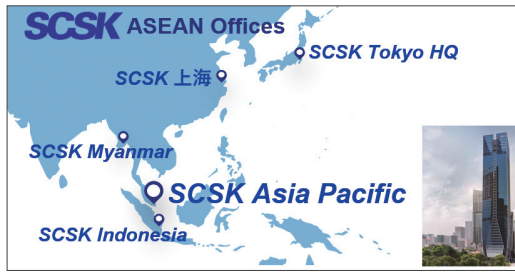 SCSK ASEAN Offices
SCSK Tokyo HQ
SCSK 上海
SCSK Myanmar
SCSK Asia Pacific
SCSK Indonesia